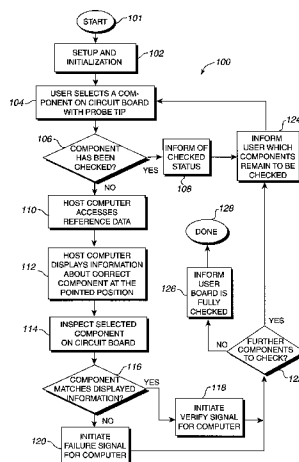 START
101
SETUP AND
INITIALIZATION
102
100
104
USER SELECTS A COM-
PONENT ON CIRCUIT BOARD
WITH PROBE TIP
124
106
COMPONENT
HAS BEEN
CHECKED?
YES
INFORM OF
CHECKED
STATUS
108
INFORM
USER WHICH
COMPONENTS
REMAIN TO BE
CHECKED
NO
110
HOST COMPUTER
ACCESSES
REFERENCE DATA
128
DONE
112
HOST COMPUTER
DISPLAYS INFORMATION
ABOUT CORRECT
COMPONENT AT THE
POINTED POSITION
126
INFORM
USER BOARD
IS FULLY
CHECKED
YES
114
INSPECT SELECTED
COMPONENT
ON CIRCUIT BOARD
NO
FURTHER
COMPONENTS
TO CHECK?
116
COMPONENT
MATCHES DISPLAYED
INFORMATION?
YES
118
INITIATE
VERIFY SIGNAL
FOR COMPUTER
NO
120
INITIATE
FAILURE SIGNAL
FOR COMPUTER